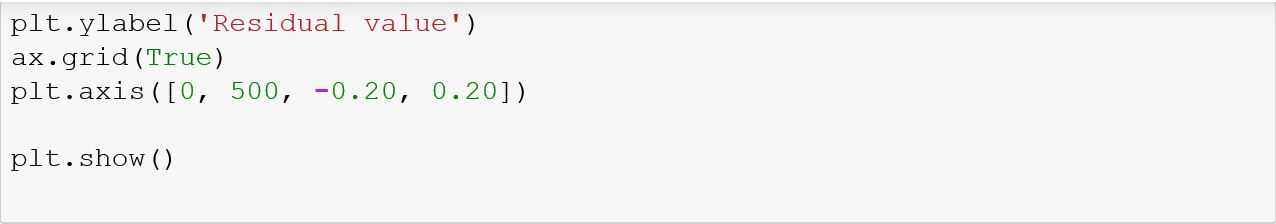 plt.ylabel('Residual value')
ax.grid(True)
plt.axis([0, 500, -0.20, 0.20])
plt.show()